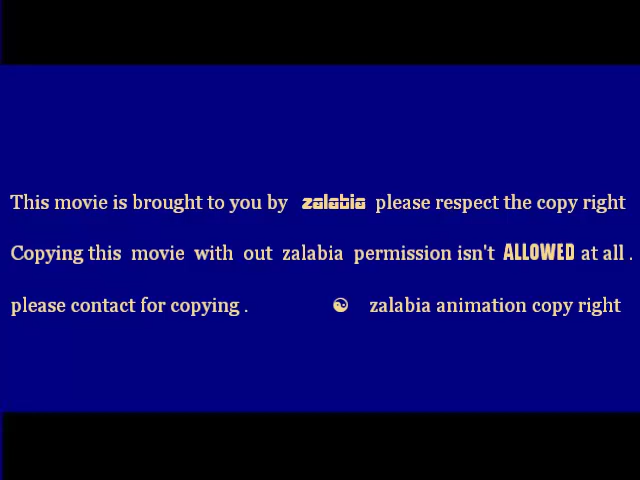 This movie is brought to you by zalabia please respect the copy right
Copying this movie with out zalabia permission isn't ALLOWED at all .
please contact for copying . ☯ zalabia animation copy right